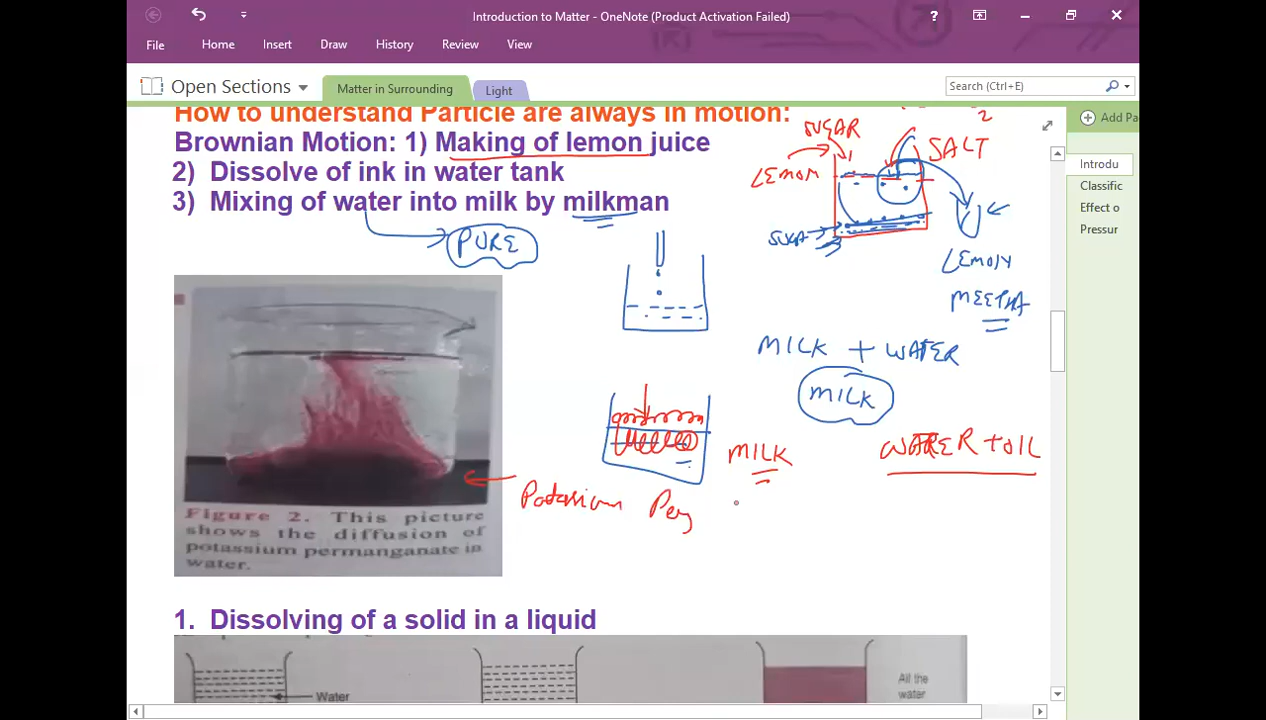 Introduction to Matter - OneNote (Product Activation Failed)
File Home Insert Draw History Review View
Open Sections Matter in Surrounding Light Search (Ctrl+E)
How to understand Particle are always in motion:
Brownian Motion: 1) Making of lemon juice
2) Dissolve of ink in water tank
3) Mixing of water into milk by milkman
PURE
SUGAR
2
SALT
LEMON
LEMON
MEETHA
MILK + WATER
MILK
MILK
WATER + OIL
Potassium
Figure 2. This picture
shows the diffusion of
potassium permanganate in
water.
1. Dissolving of a solid in a liquid
Water
All the
water
Add Pa
Introdu
Classific
Effect o
Pressur